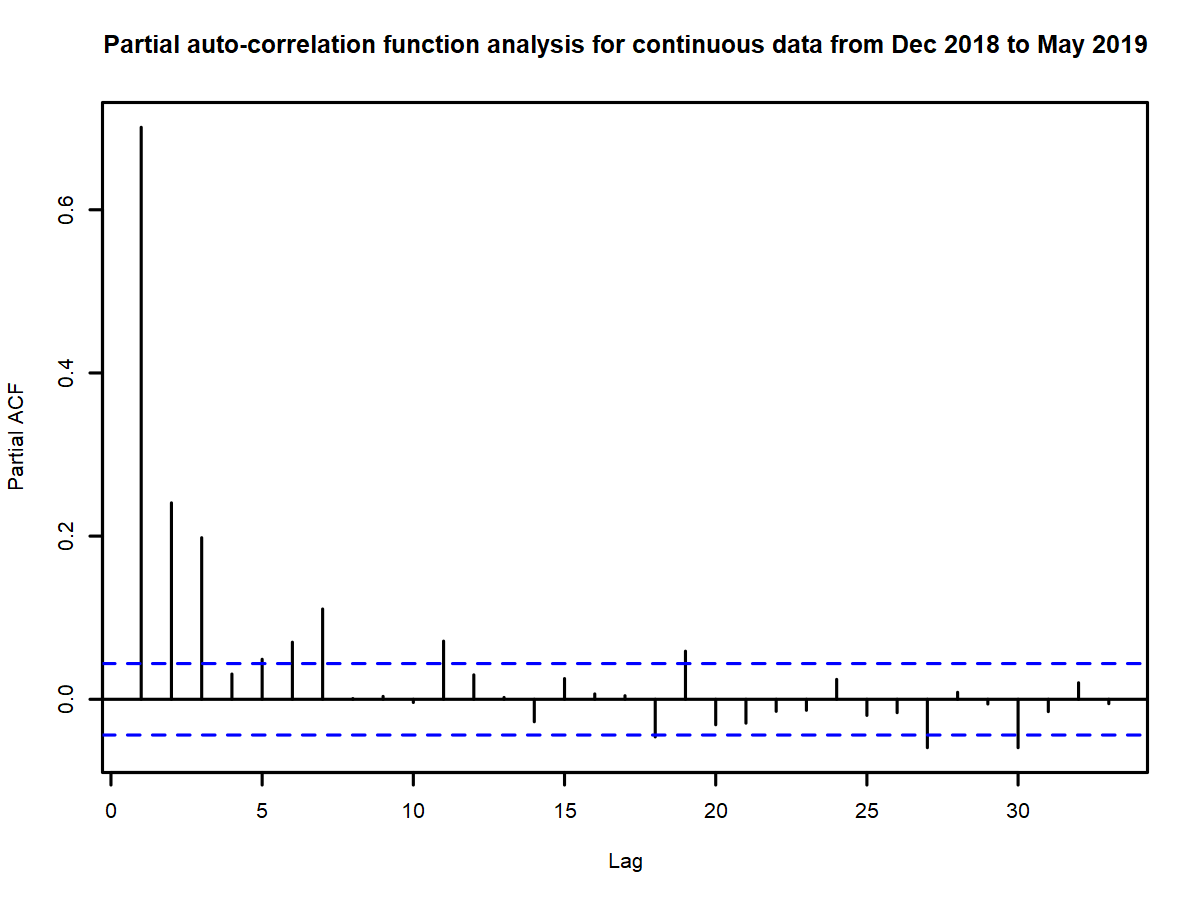 Partial auto-correlation function analysis for continuous data from Dec 2018 to May 2019
Partial ACF
0.6
0.4
0.2
0.0
0 5 10 15 20 25 30
Lag